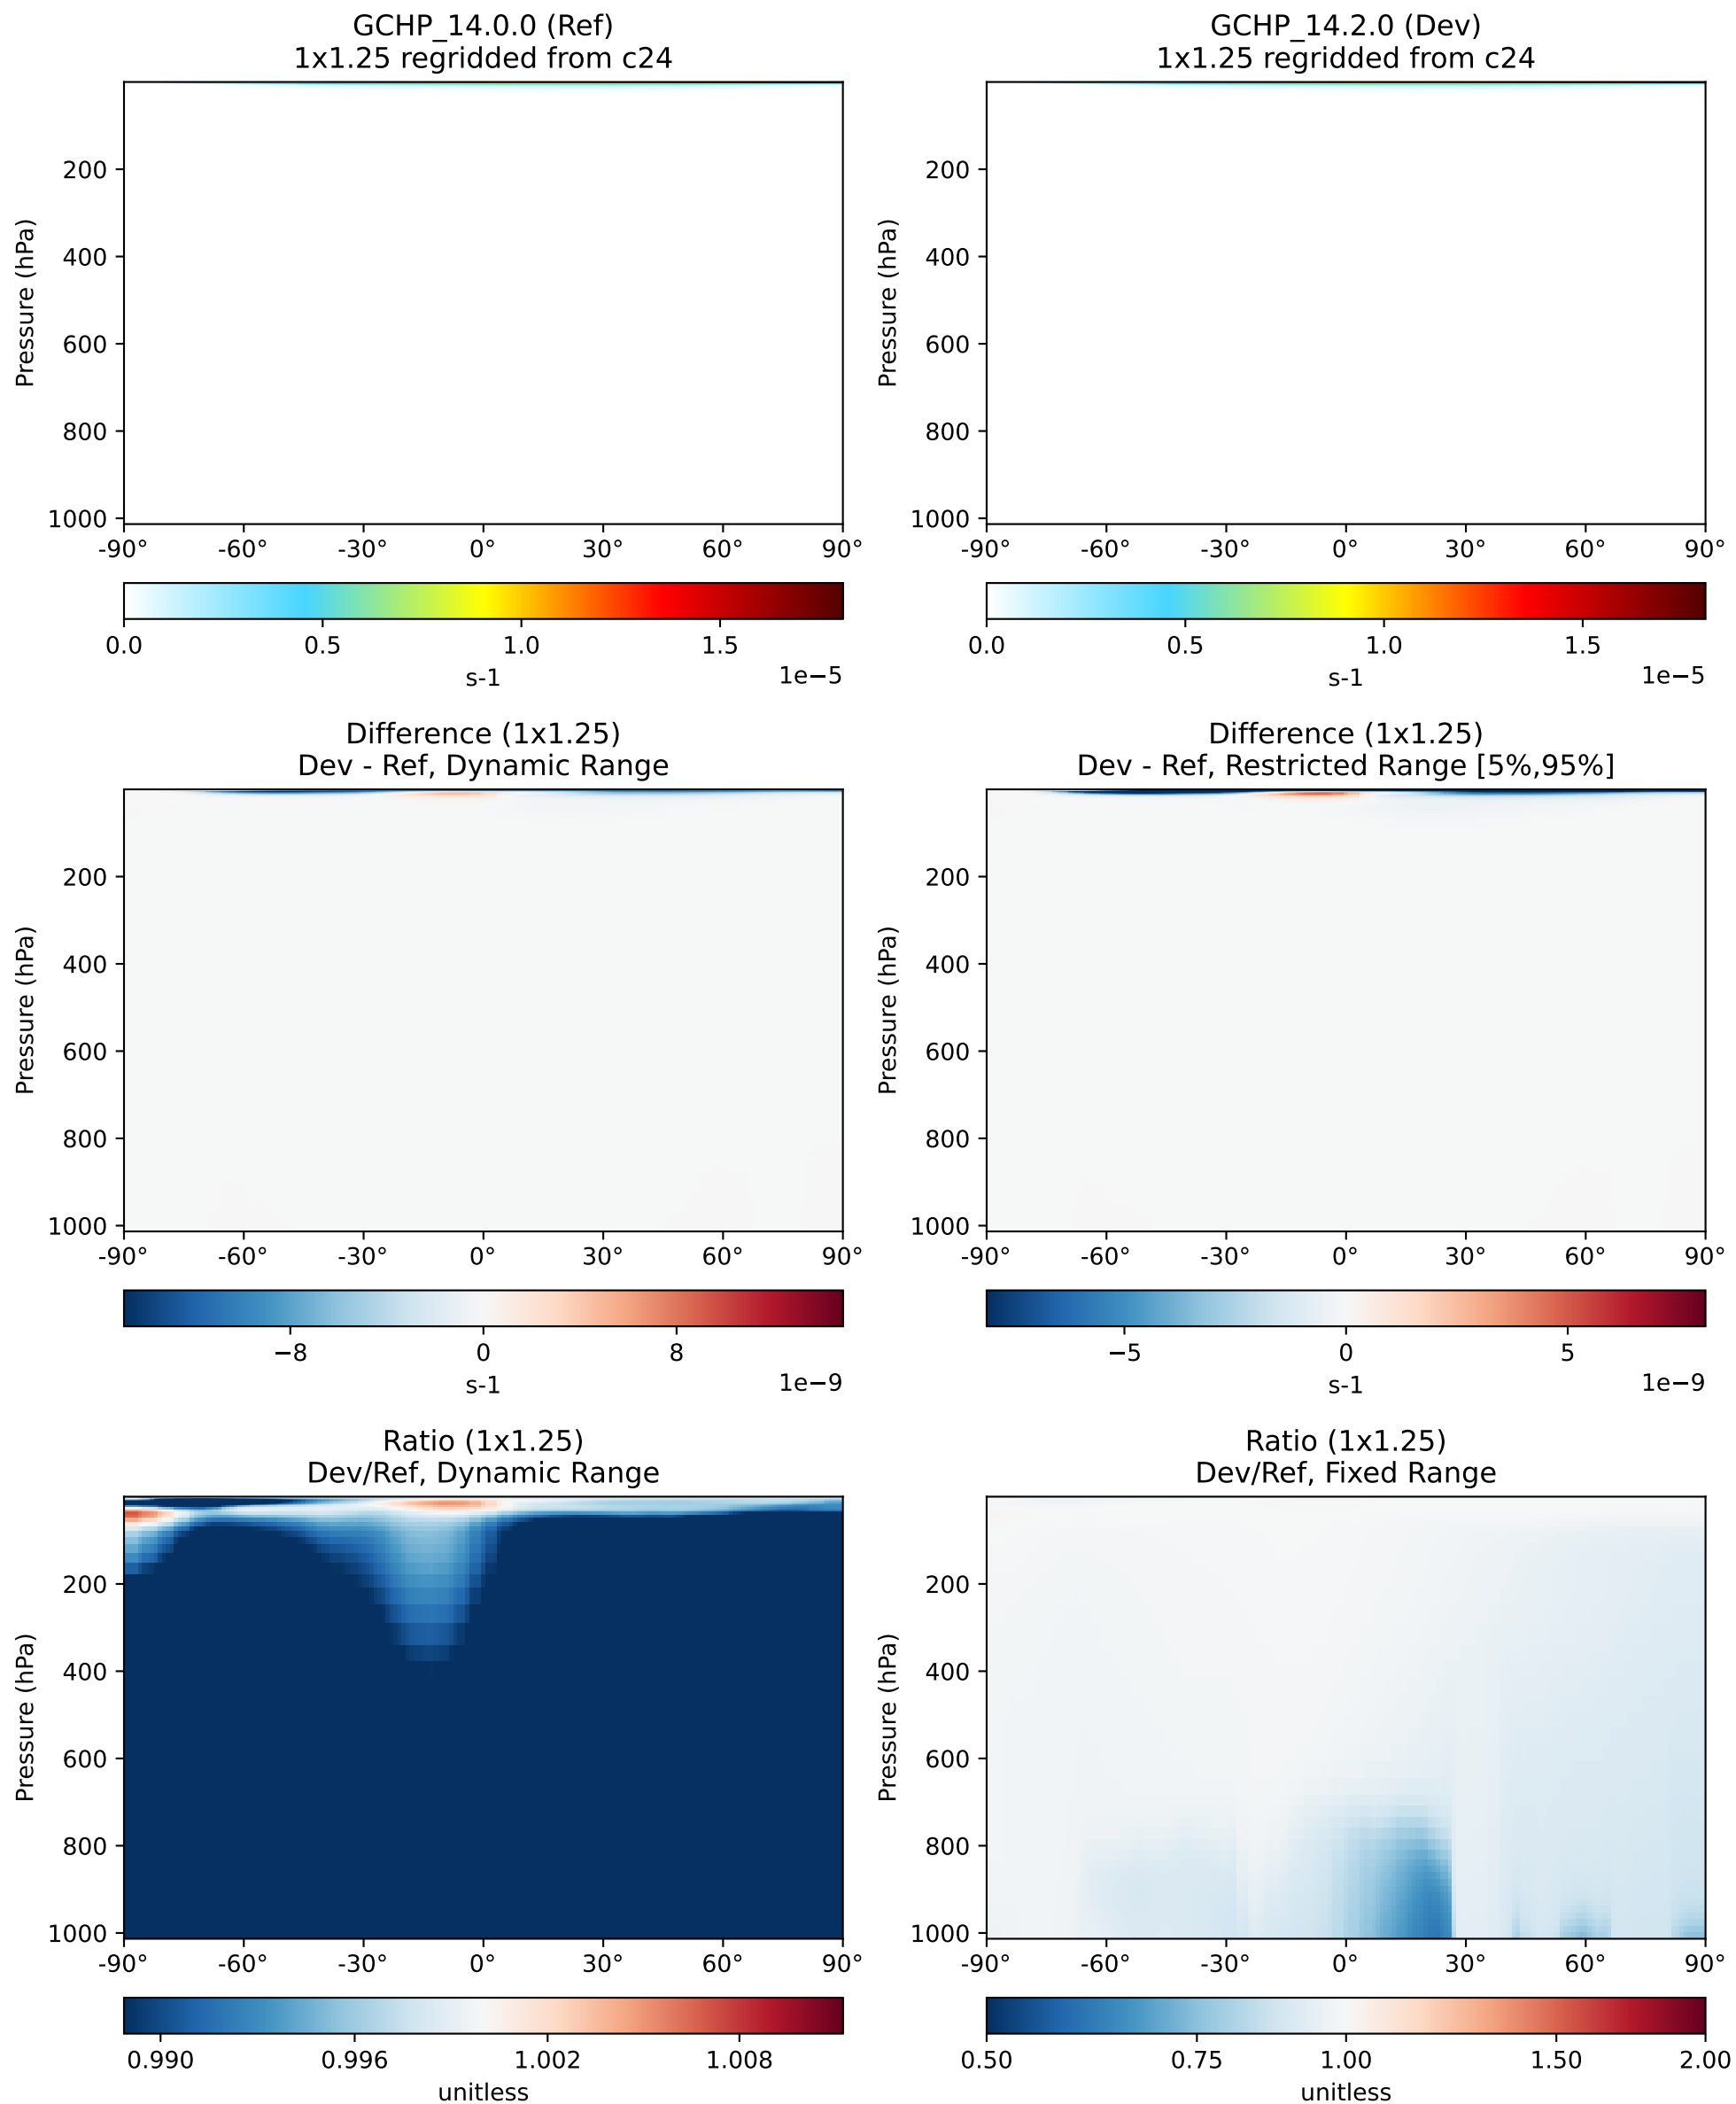 GCHP_14.0.0 (Ref)
1x1.25 regridded from c24
Pressure (hPa)
200
400
600
800
1000
-90° -60° -30° 0° 30° 60° 90°
0.0 0.5 1.0 1.5
s-1
1e−5
GCHP_14.2.0 (Dev)
1x1.25 regridded from c24
Pressure (hPa)
200
400
600
800
1000
-90° -60° -30° 0° 30° 60° 90°
0.0 0.5 1.0 1.5
s-1
1e−5
Difference (1x1.25)
Dev - Ref, Dynamic Range
Pressure (hPa)
200
400
600
800
1000
-90° -60° -30° 0° 30° 60° 90°
−8 0 8
s-1
1e−9
Difference (1x1.25)
Dev - Ref, Restricted Range [5%,95%]
Pressure (hPa)
200
400
600
800
1000
-90° -60° -30° 0° 30° 60° 90°
−5 0 5
s-1
1e−9
Ratio (1x1.25)
Dev/Ref, Dynamic Range
Pressure (hPa)
200
400
600
800
1000
-90° -60° -30° 0° 30° 60° 90°
0.990 0.996 1.002 1.008
unitless
Ratio (1x1.25)
Dev/Ref, Fixed Range
Pressure (hPa)
200
400
600
800
1000
-90° -60° -30° 0° 30° 60° 90°
0.50 0.75 1.00 1.50 2.00
unitless